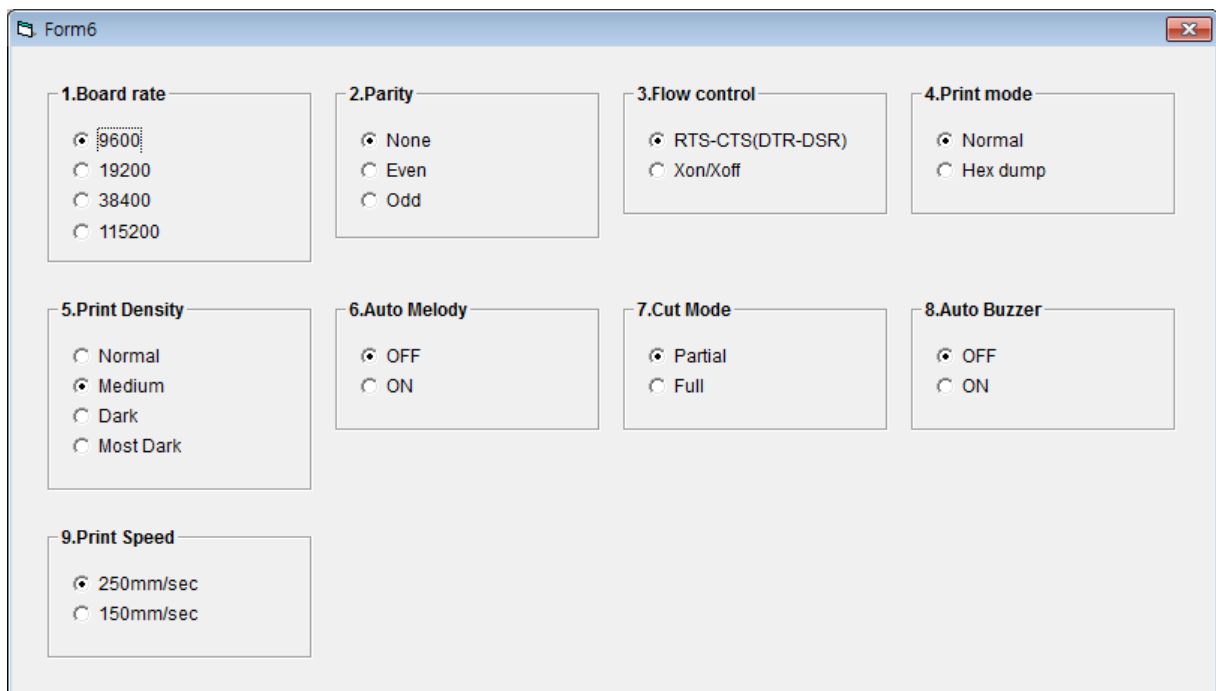 Form6
1.Board rate
9600
19200
38400
115200
2.Parity
None
Even
Odd
3.Flow control
RTS-CTS(DTR-DSR)
Xon/Xoff
4.Print mode
Normal
Hex dump
5.Print Density
Normal
Medium
Dark
Most Dark
6.Auto Melody
OFF
ON
7.Cut Mode
Partial
Full
8.Auto Buzzer
OFF
ON
9.Print Speed
250mm/sec
150mm/sec